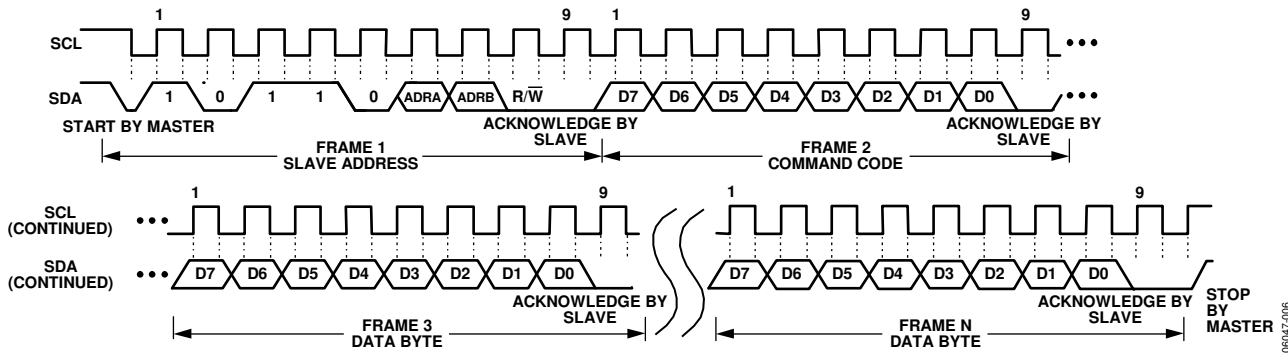 1 9 1 9
SCL
SDA 1 0 1 1 0 ADRA ADRB R/W̅ D7 D6 D5 D4 D3 D2 D1 D0
START BY MASTER
ACKNOWLEDGE BY
SLAVE
ACKNOWLEDGE BY
SLAVE
FRAME 1
SLAVE ADDRESS
FRAME 2
COMMAND CODE
1 9 1 9
SCL
(CONTINUED)
SDA
(CONTINUED)
D7 D6 D5 D4 D3 D2 D1 D0 D7 D6 D5 D4 D3 D2 D1 D0
ACKNOWLEDGE BY
SLAVE
ACKNOWLEDGE BY
SLAVE
STOP
BY
MASTER
FRAME 3
DATA BYTE
FRAME N
DATA BYTE
06047-006